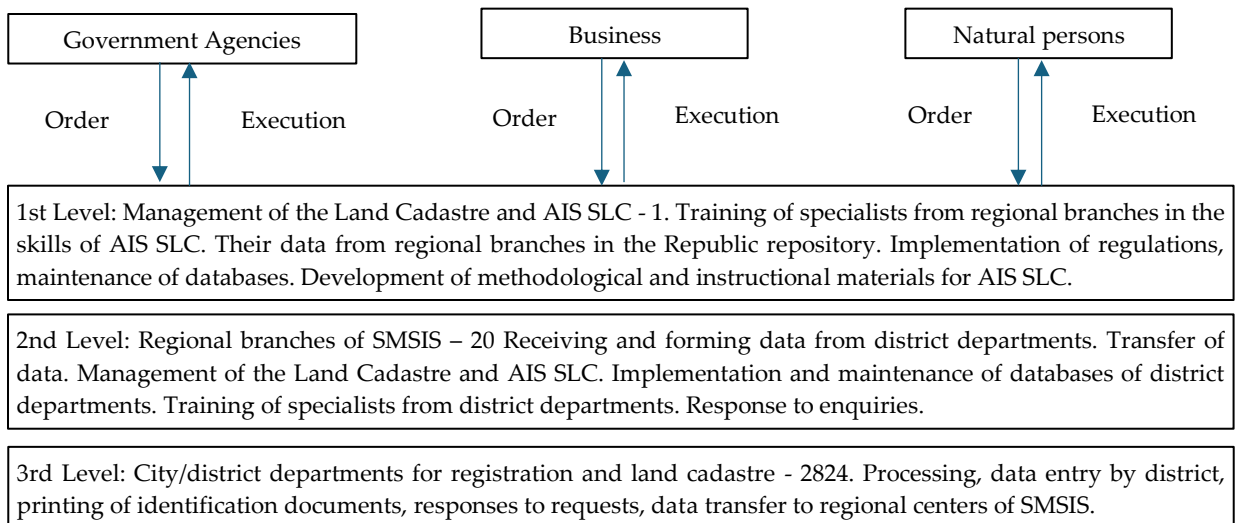 Government Agencies
Business
Natural persons
Order
Execution
Order
Execution
Order
Execution
1st Level: Management of the Land Cadastre and AIS SLC - 1. Training of specialists from regional branches in the
skills of AIS SLC. Their data from regional branches in the Republic repository. Implementation of regulations,
maintenance of databases. Development of methodological and instructional materials for AIS SLC.
2nd Level: Regional branches of SMSIS – 20 Receiving and forming data from district departments. Transfer of
data. Management of the Land Cadastre and AIS SLC. Implementation and maintenance of databases of district
departments. Training of specialists from district departments. Response to enquiries.
3rd Level: City/district departments for registration and land cadastre - 2824. Processing, data entry by district,
printing of identification documents, responses to requests, data transfer to regional centers of SMSIS.